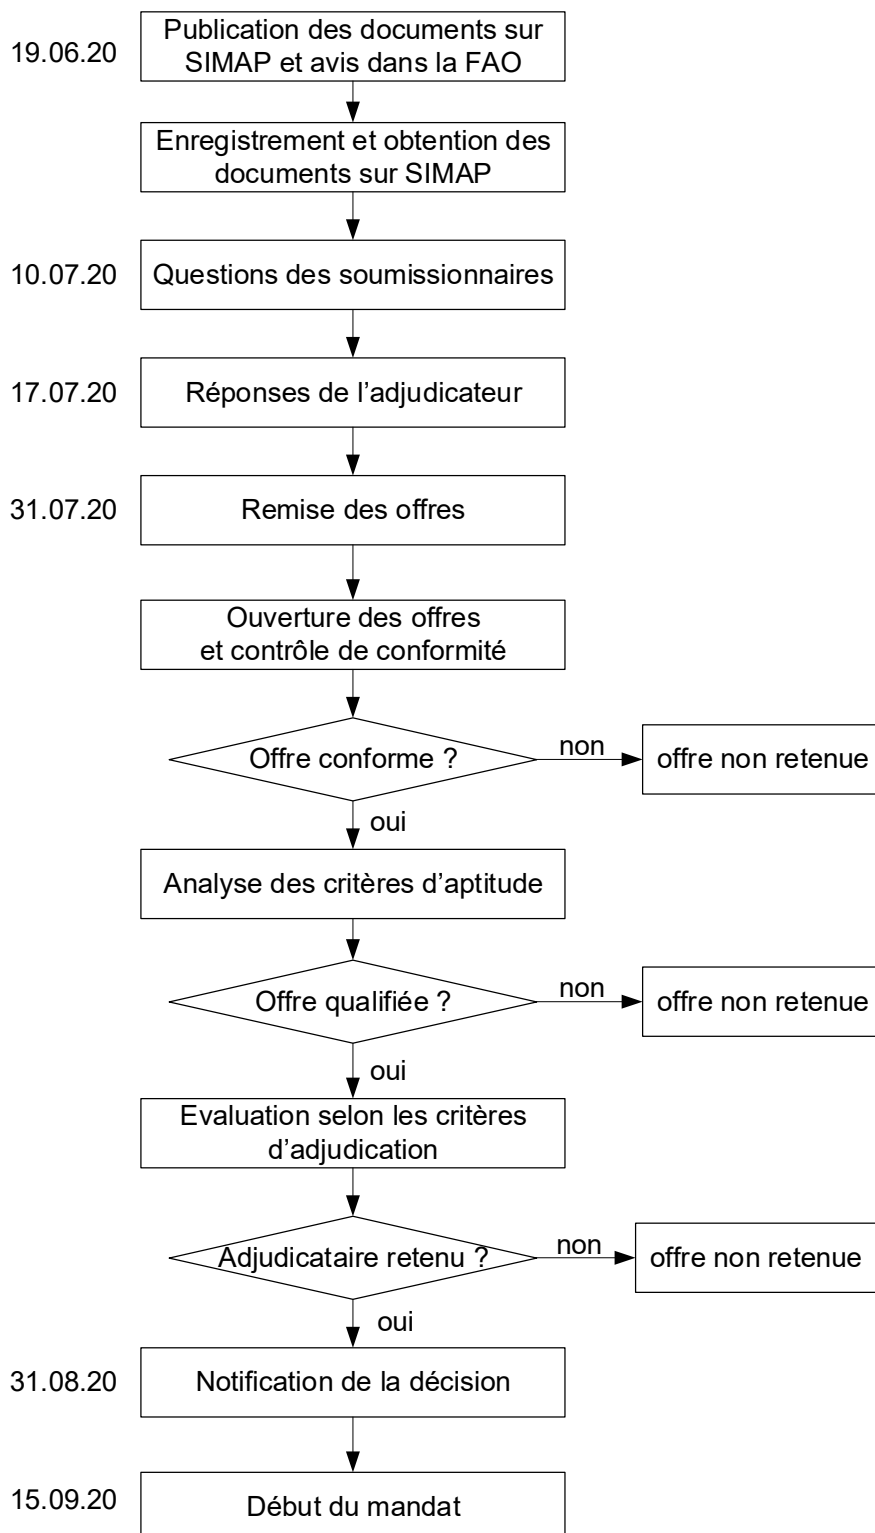 19.06.20
Publication des documents sur
SIMAP et avis dans la FAO
Enregistrement et obtention des
documents sur SIMAP
10.07.20
Questions des soumissionnaires
17.07.20
Réponses de l’adjudicateur
31.07.20
Remise des offres
Ouverture des offres
et contrôle de conformité
Offre conforme ?
non
offre non retenue
oui
Analyse des critères d’aptitude
Offre qualifiée ?
non
offre non retenue
oui
Evaluation selon les critères
d’adjudication
Adjudicataire retenu ?
non
offre non retenue
oui
31.08.20
Notification de la décision
15.09.20
Début du mandat